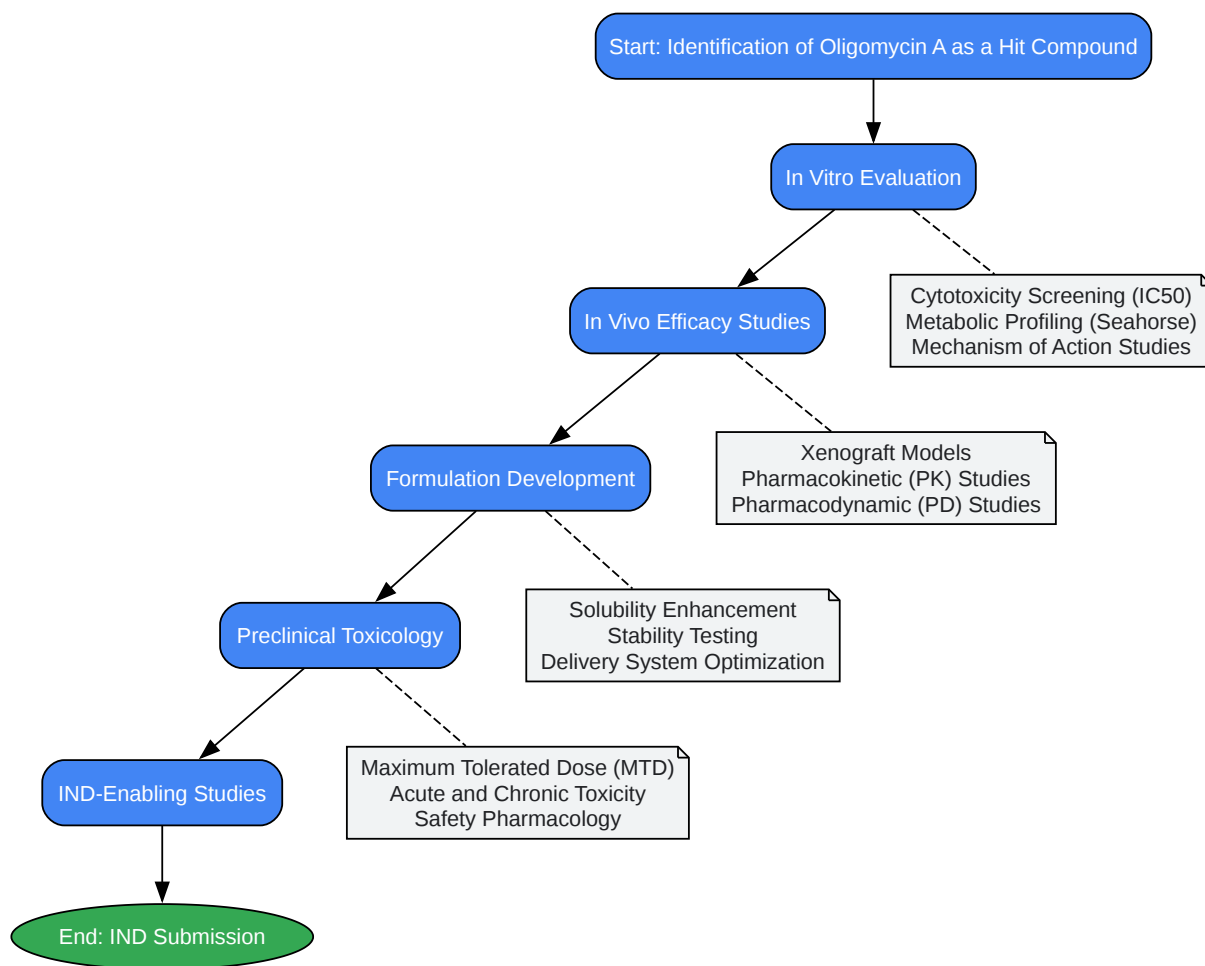 Start: Identification of Oligomycin A as a Hit Compound
In Vitro Evaluation
Cytotoxicity Screening (IC50)
Metabolic Profiling (Seahorse)
Mechanism of Action Studies
In Vivo Efficacy Studies
Xenograft Models
Pharmacokinetic (PK) Studies
Pharmacodynamic (PD) Studies
Formulation Development
Solubility Enhancement
Stability Testing
Delivery System Optimization
Preclinical Toxicology
Maximum Tolerated Dose (MTD)
Acute and Chronic Toxicity
Safety Pharmacology
IND-Enabling Studies
End: IND Submission